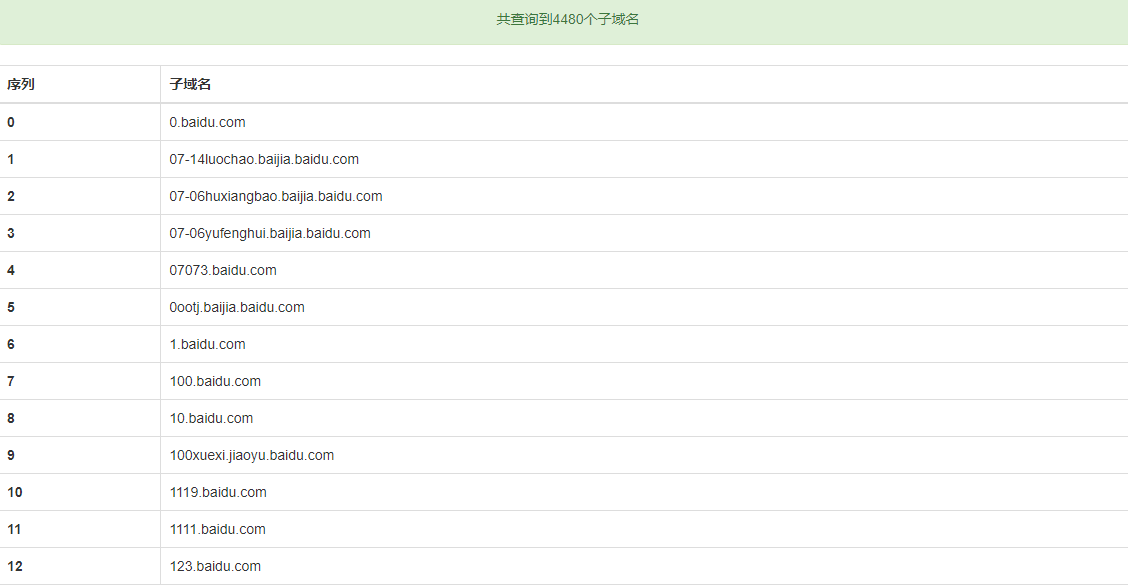 共查询到4480个子域名
序列 子域名
0 0.baidu.com
1 07-14luochao.baijia.baidu.com
2 07-06huxiangbao.baijia.baidu.com
3 07-06yufenghui.baijia.baidu.com
4 07073.baidu.com
5 0ootj.baijia.baidu.com
6 1.baidu.com
7 100.baidu.com
8 10.baidu.com
9 100xuexi.jiaoyu.baidu.com
10 1119.baidu.com
11 1111.baidu.com
12 123.baidu.com